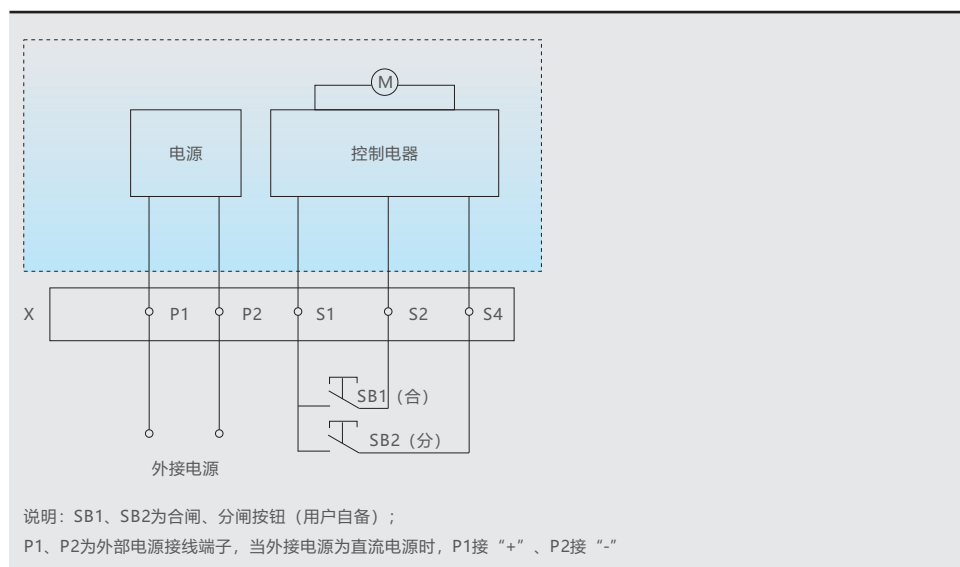 M
电源
控制电器
X P1 P2 S1 S2 S4
SB1（合）
SB2（分）
外接电源
说明：SB1、SB2为合闸、分闸按钮（用户自备）；
P1、P2为外部电源接线端子，当外接电源为直流电源时，P1接“+”、P2接“-”